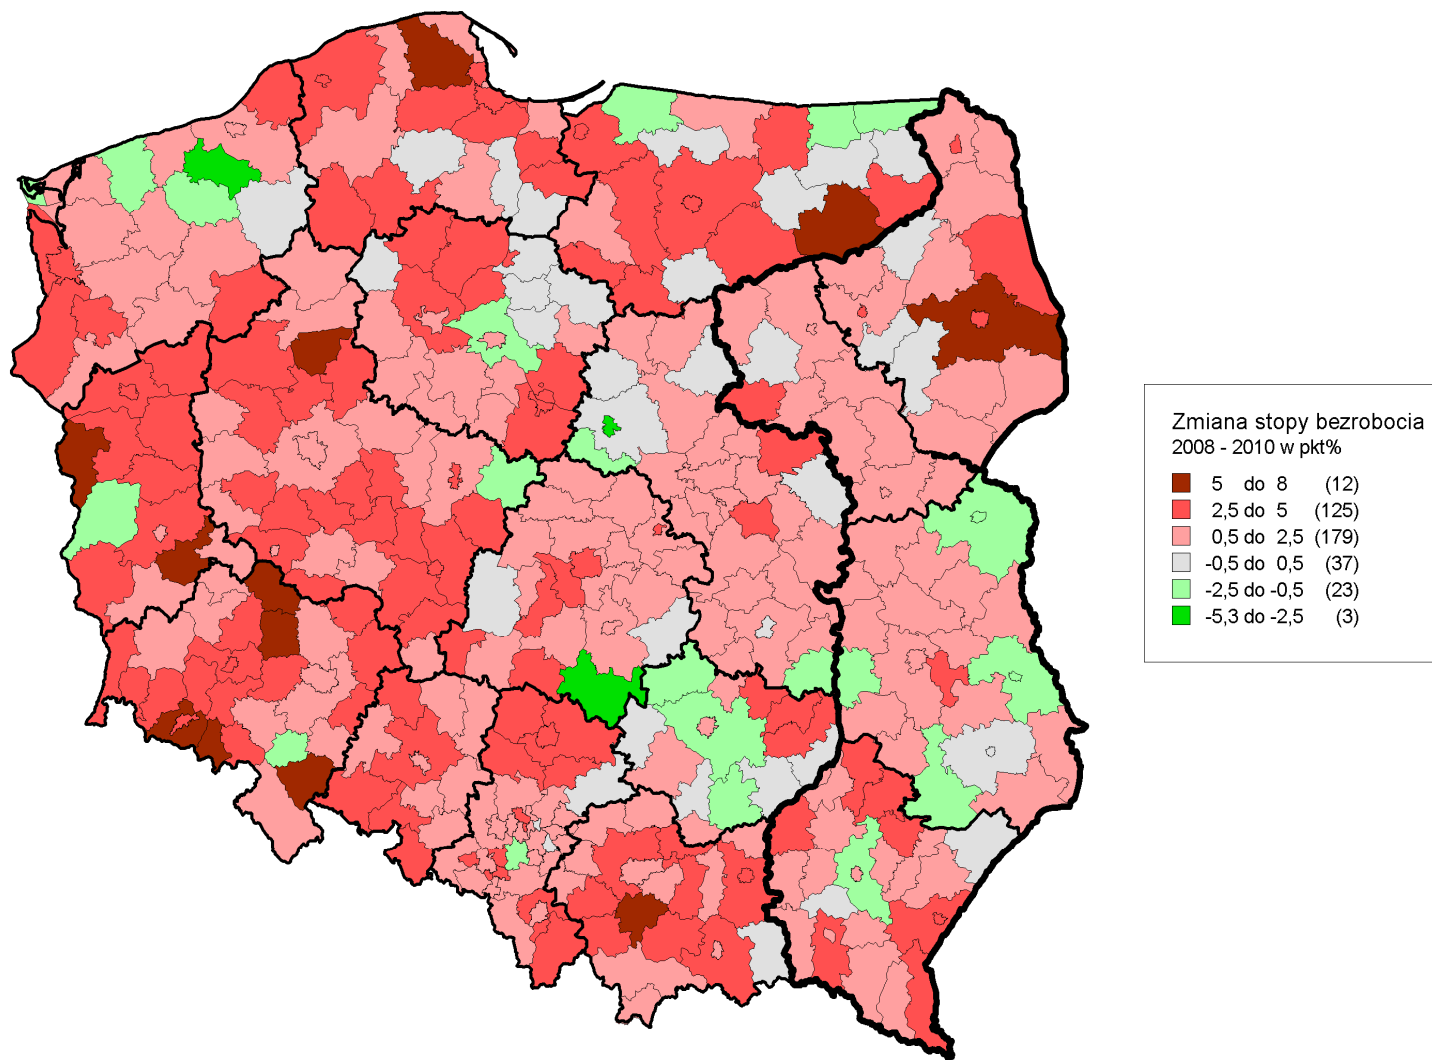 Zmiana stopy bezrobocia
2008 - 2010 w pkt%
5 do 8 (12)
2,5 do 5 (125)
0,5 do 2,5 (179)
-0,5 do 0,5 (37)
-2,5 do -0,5 (23)
-5,3 do -2,5 (3)